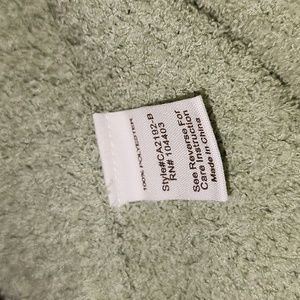 100% POLYESTER
Style#CA2192-B
RN# 104403
See Reverse For
Care Instruction
Made In China